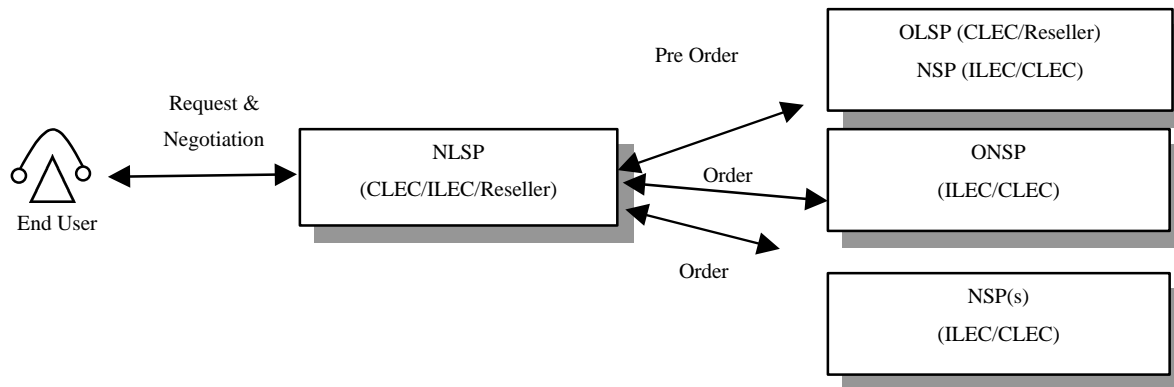 Request &
Negotiation
End User
NLSP
(CLEC/ILEC/Reseller)
Pre Order
Order
Order
OLSP (CLEC/Reseller)
NSP (ILEC/CLEC)
ONSP
(ILEC/CLEC)
NSP(s)
(ILEC/CLEC)